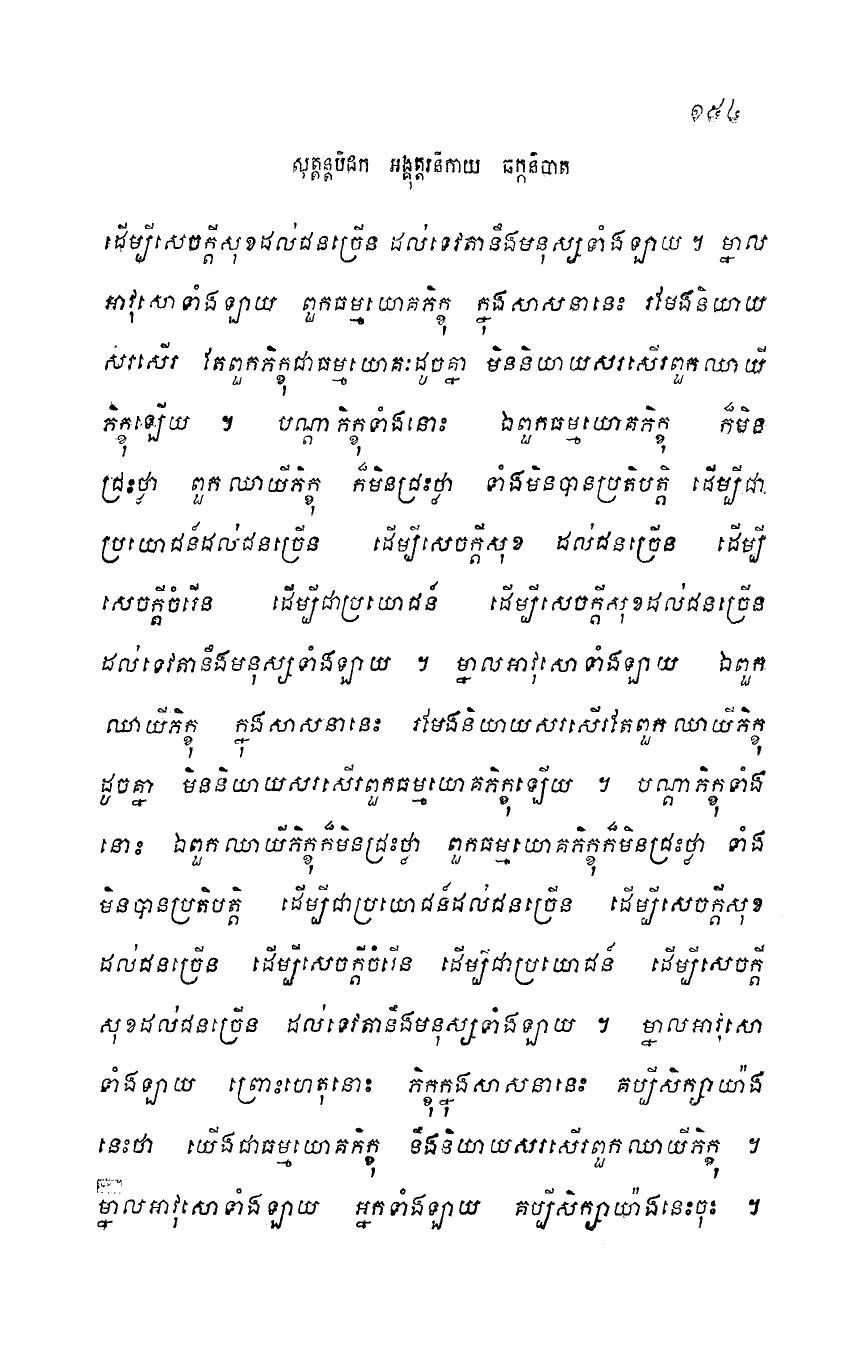 ១៥៤
សុត្តន្តបិដក អង្គុត្តរនិកាយ ឆក្កនិបាត
ដើម្បីសេចក្តីសុខដល់ជនច្រើន ដល់ទេវតានឹងមនុស្សទាំងឡាយ ។ ម្នាល
អាវុសោទាំងឡាយ ពួកធម្មយោគភិក្ខុ ក្នុងសាសនានេះ រមែងនិយាយ
សរសើរ តែពួកភិក្ខុជាធម្មយោគៈដូចគ្នា មិននិយាយសរសើរពួកឈាយី
ភិក្ខុឡើយ ។ បណ្តាភិក្ខុទាំងនោះ ឯពួកធម្មយោគភិក្ខុ ក៏មិន
ជ្រះថ្លា ពួកឈាយីភិក្ខុ ក៏មិនជ្រះថ្លា ទាំងមិនបានប្រតិបត្តិ ដើម្បីជា
ប្រយោជន៍ដល់ជនច្រើន ដើម្បីសេចក្តីសុខ ដល់ជនច្រើន ដើម្បី
សេចក្តីចំរើន ដើម្បីជាប្រយោជន៍ ដើម្បីសេចក្តីសុខដល់ជនច្រើន
ដល់ទេវតានឹងមនុស្សទាំងឡាយ ។ ម្នាលអាវុសោទាំងឡាយ ឯពួក
ឈាយីភិក្ខុ ក្នុងសាសនានេះ រមែងនិយាយសរសើរតែពួកឈាយីភិក្ខុ
ដូចគ្នា មិននិយាយសរសើរពួកធម្មយោគភិក្ខុឡើយ ។ បណ្តាភិក្ខុទាំង
នោះ ឯពួកឈាយីភិក្ខុក៏មិនជ្រះថ្លា ពួកធម្មយោគភិក្ខុក៏មិនជ្រះថ្លា ទាំង
មិនបានប្រតិបត្តិ ដើម្បីជាប្រយោជន៍ដល់ជនច្រើន ដើម្បីសេចក្តីសុខ
ដល់ជនច្រើន ដើម្បីសេចក្តីចំរើន ដើម្បីជាប្រយោជន៍ ដើម្បីសេចក្តី
សុខដល់ជនច្រើន ដល់ទេវតានឹងមនុស្សទាំងឡាយ ។ ម្នាលអាវុសោ
ទាំងឡាយ ព្រោះហេតុនោះ ភិក្ខុក្នុងសាសនានេះ គប្បីសិក្សាយ៉ាង
នេះថា យើងជាធម្មយោគភិក្ខុ នឹងនិយាយសរសើរពួកឈាយីភិក្ខុ ។
ម្នាលអាវុសោទាំងឡាយ អ្នកទាំងឡាយ គប្បីសិក្សាយ៉ាងនេះចុះ ។